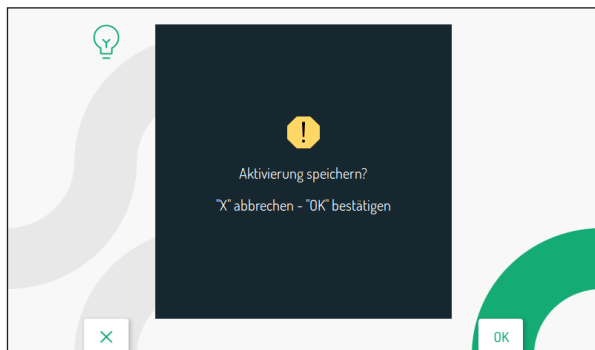 Aktivierung speichern?
"X" abbrechen - "OK" bestätigen
OK